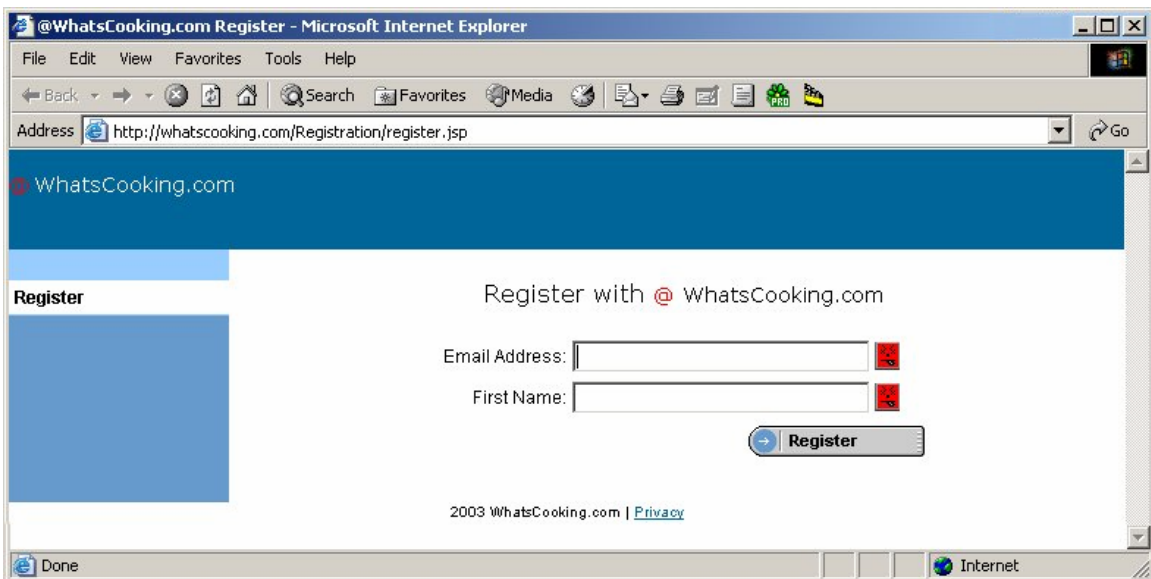 @WhatsCooking.com Register - Microsoft Internet Explorer
File Edit View Favorites Tools Help
Back Search Favorites Media PRO
Address http://whatscooking.com/Registration/register.jsp Go
@ WhatsCooking.com
Register
Register with @ WhatsCooking.com
Email Address:
First Name:
Register
2003 WhatsCooking.com | Privacy
Done Internet